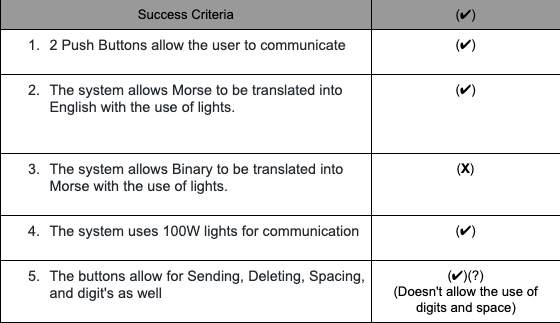 Success Criteria (✔)
1. 2 Push Buttons allow the user to communicate (✔)
2. The system allows Morse to be translated into
English with the use of lights.
(✔)
3. The system allows Binary to be translated into
Morse with the use of lights.
(X)
4. The system uses 100W lights for communication (✔)
5. The buttons allow for Sending, Deleting, Spacing,
and digit's as well
(✔)(?)
(Doesn't allow the use of
digits and space)